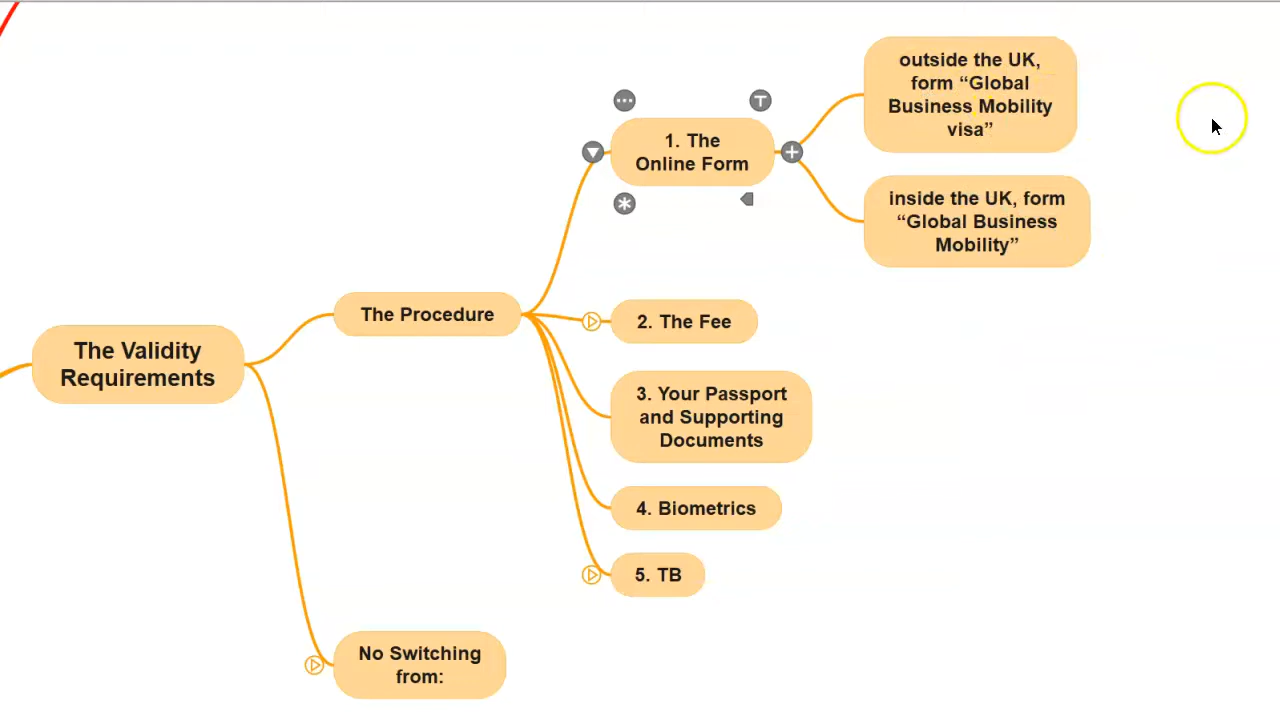 outside the UK,
form “Global
Business Mobility
visa”
1. The
Online Form
inside the UK, form
“Global Business
Mobility”
The Procedure
2. The Fee
The Validity
Requirements
3. Your Passport
and Supporting
Documents
4. Biometrics
5. TB
No Switching
from: